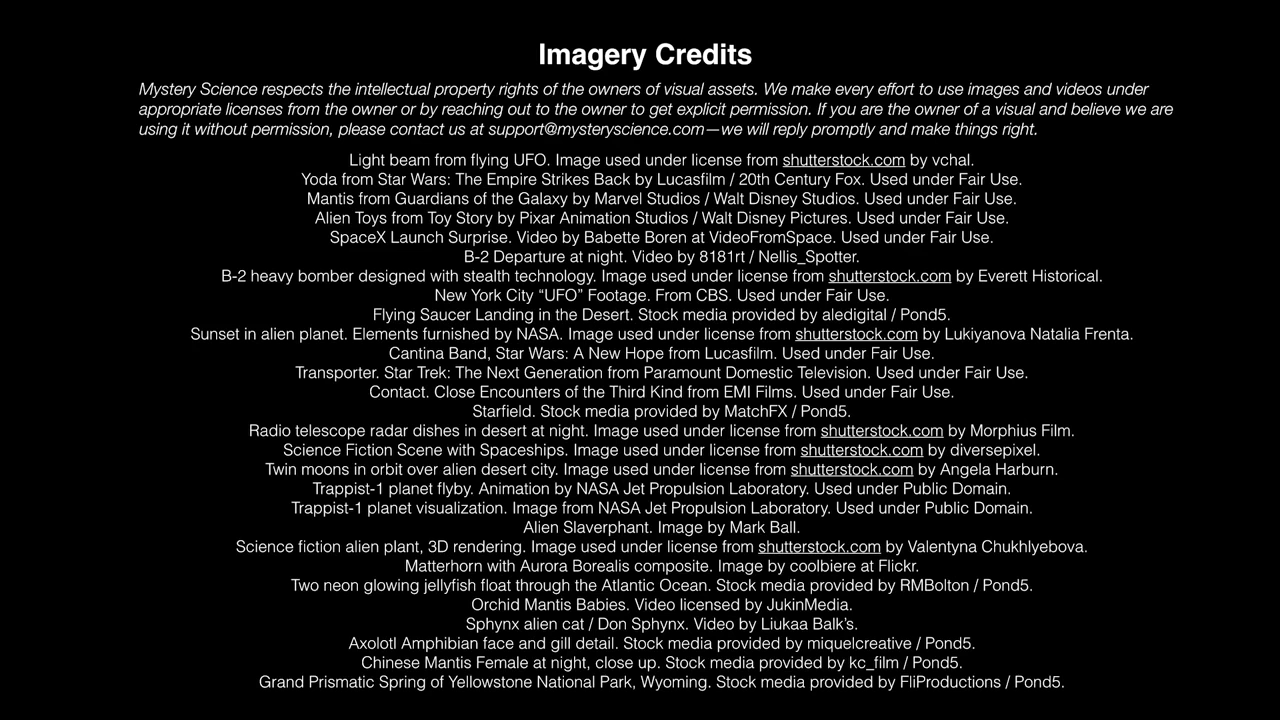 Imagery Credits
Mystery Science respects the intellectual property rights of the owners of visual assets. We make every effort to use images and videos under
appropriate licenses from the owner or by reaching out to the owner to get explicit permission. If you are the owner of a visual and believe we are
using it without permission, please contact us at support@mysteryscience.com—we will reply promptly and make things right.
Light beam from flying UFO. Image used under license from shutterstock.com by vchal.
Yoda from Star Wars: The Empire Strikes Back by Lucasfilm / 20th Century Fox. Used under Fair Use.
Mantis from Guardians of the Galaxy by Marvel Studios / Walt Disney Studios. Used under Fair Use.
Alien Toys from Toy Story by Pixar Animation Studios / Walt Disney Pictures. Used under Fair Use.
SpaceX Launch Surprise. Video by Babette Boren at VideoFromSpace. Used under Fair Use.
B-2 Departure at night. Video by 8181rt / Nellis_Spotter.
B-2 heavy bomber designed with stealth technology. Image used under license from shutterstock.com by Everett Historical.
New York City “UFO” Footage. From CBS. Used under Fair Use.
Flying Saucer Landing in the Desert. Stock media provided by aledigital / Pond5.
Sunset in alien planet. Elements furnished by NASA. Image used under license from shutterstock.com by Lukiyanova Natalia Frenta.
Cantina Band, Star Wars: A New Hope from Lucasfilm. Used under Fair Use.
Transporter. Star Trek: The Next Generation from Paramount Domestic Television. Used under Fair Use.
Contact. Close Encounters of the Third Kind from EMI Films. Used under Fair Use.
Starfield. Stock media provided by MatchFX / Pond5.
Radio telescope radar dishes in desert at night. Image used under license from shutterstock.com by Morphius Film.
Science Fiction Scene with Spaceships. Image used under license from shutterstock.com by diversepixel.
Twin moons in orbit over alien desert city. Image used under license from shutterstock.com by Angela Harburn.
Trappist-1 planet flyby. Animation by NASA Jet Propulsion Laboratory. Used under Public Domain.
Trappist-1 planet visualization. Image from NASA Jet Propulsion Laboratory. Used under Public Domain.
Alien Slaverphant. Image by Mark Ball.
Science fiction alien plant, 3D rendering. Image used under license from shutterstock.com by Valentyna Chukhlyebova.
Matterhorn with Aurora Borealis composite. Image by coolbiere at Flickr.
Two neon glowing jellyfish float through the Atlantic Ocean. Stock media provided by RMBolton / Pond5.
Orchid Mantis Babies. Video licensed by JukinMedia.
Sphynx alien cat / Don Sphynx. Video by Liukaa Balk’s.
Axolotl Amphibian face and gill detail. Stock media provided by miquelcreative / Pond5.
Chinese Mantis Female at night, close up. Stock media provided by kc_film / Pond5.
Grand Prismatic Spring of Yellowstone National Park, Wyoming. Stock media provided by FliProductions / Pond5.